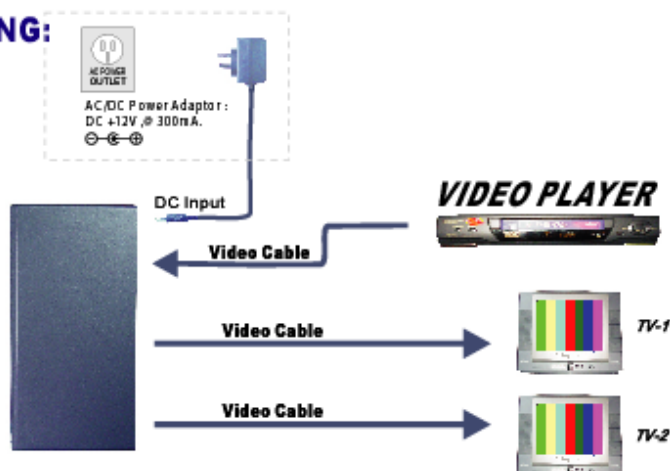 NG:
AC POWER
OUTLET
AC/DC Power Adaptor :
DC +12V ,@ 300mA.
DC Input
VIDEO PLAYER
Video Cable
Video Cable
TV-1
Video Cable
TV-2